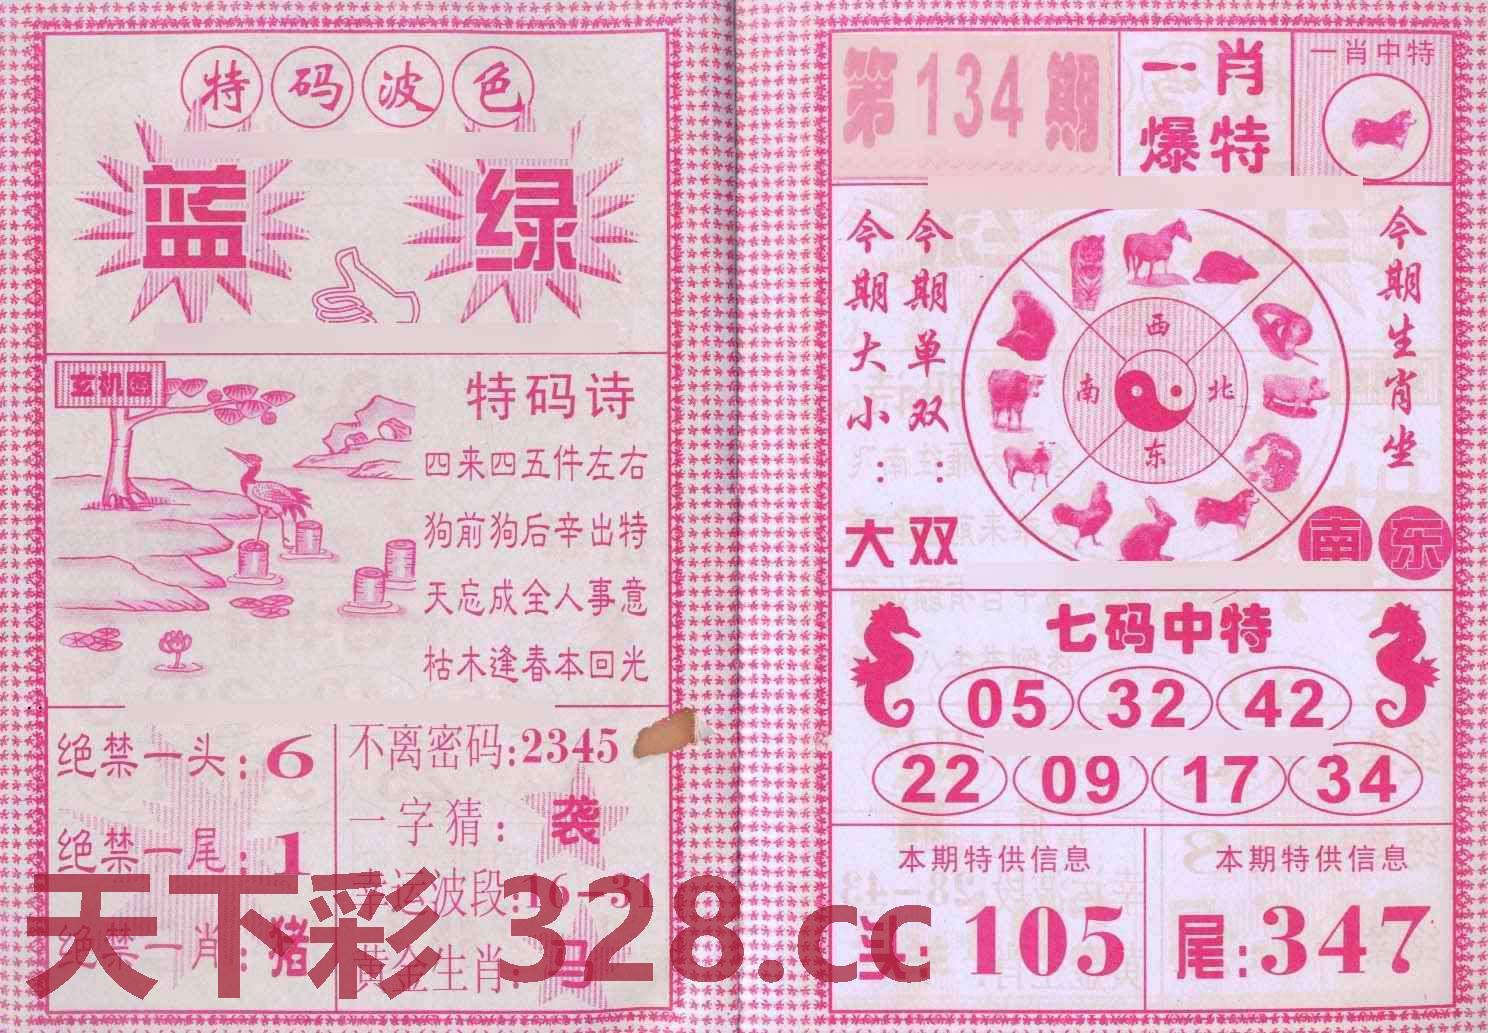 特码波色
蓝 绿
玄机图
特码诗
四来四五件左右
狗前狗后辛出特
天忘成全人事意
枯木逢春本回光
绝禁一头:6
绝禁一尾:1
绝禁一肖:猪
不离密码:2345
一字猜:袭
幸运波段:16-31
黄金生肖:马
第134期
一肖
爆特
一肖中特
今期大小:大
今期单双:双
西
南 北
东
今期生肖坐
南 东
七码中特
05 32 42
22 09 17 34
本期特供信息
头:105
本期特供信息
尾:347
天下彩 328.cc